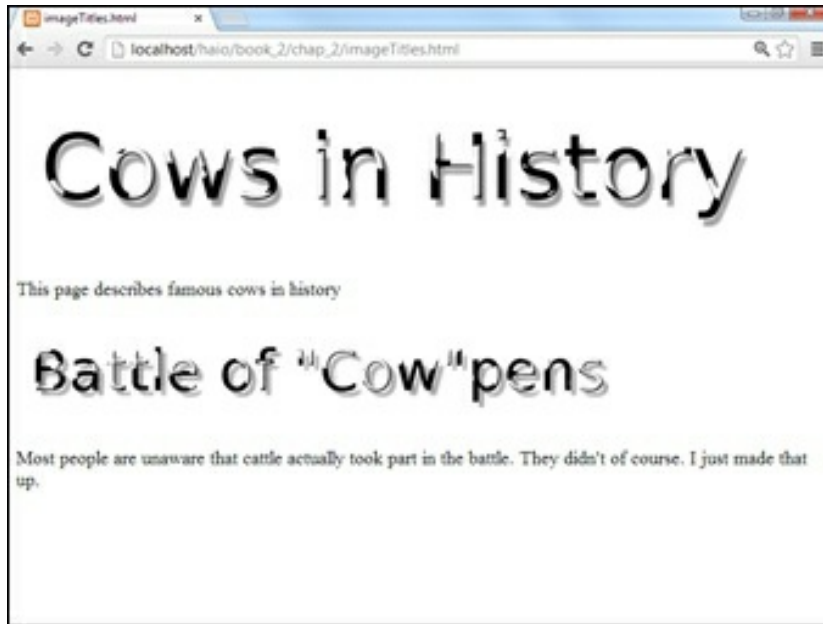 imageTitles.html
localhost/haio/book_2/chap_2/imageTitles.html
Cows in History
This page describes famous cows in history
Battle of "Cow"pens
Most people are unaware that cattle actually took part in the battle. They didn't of course. I just made that
up.